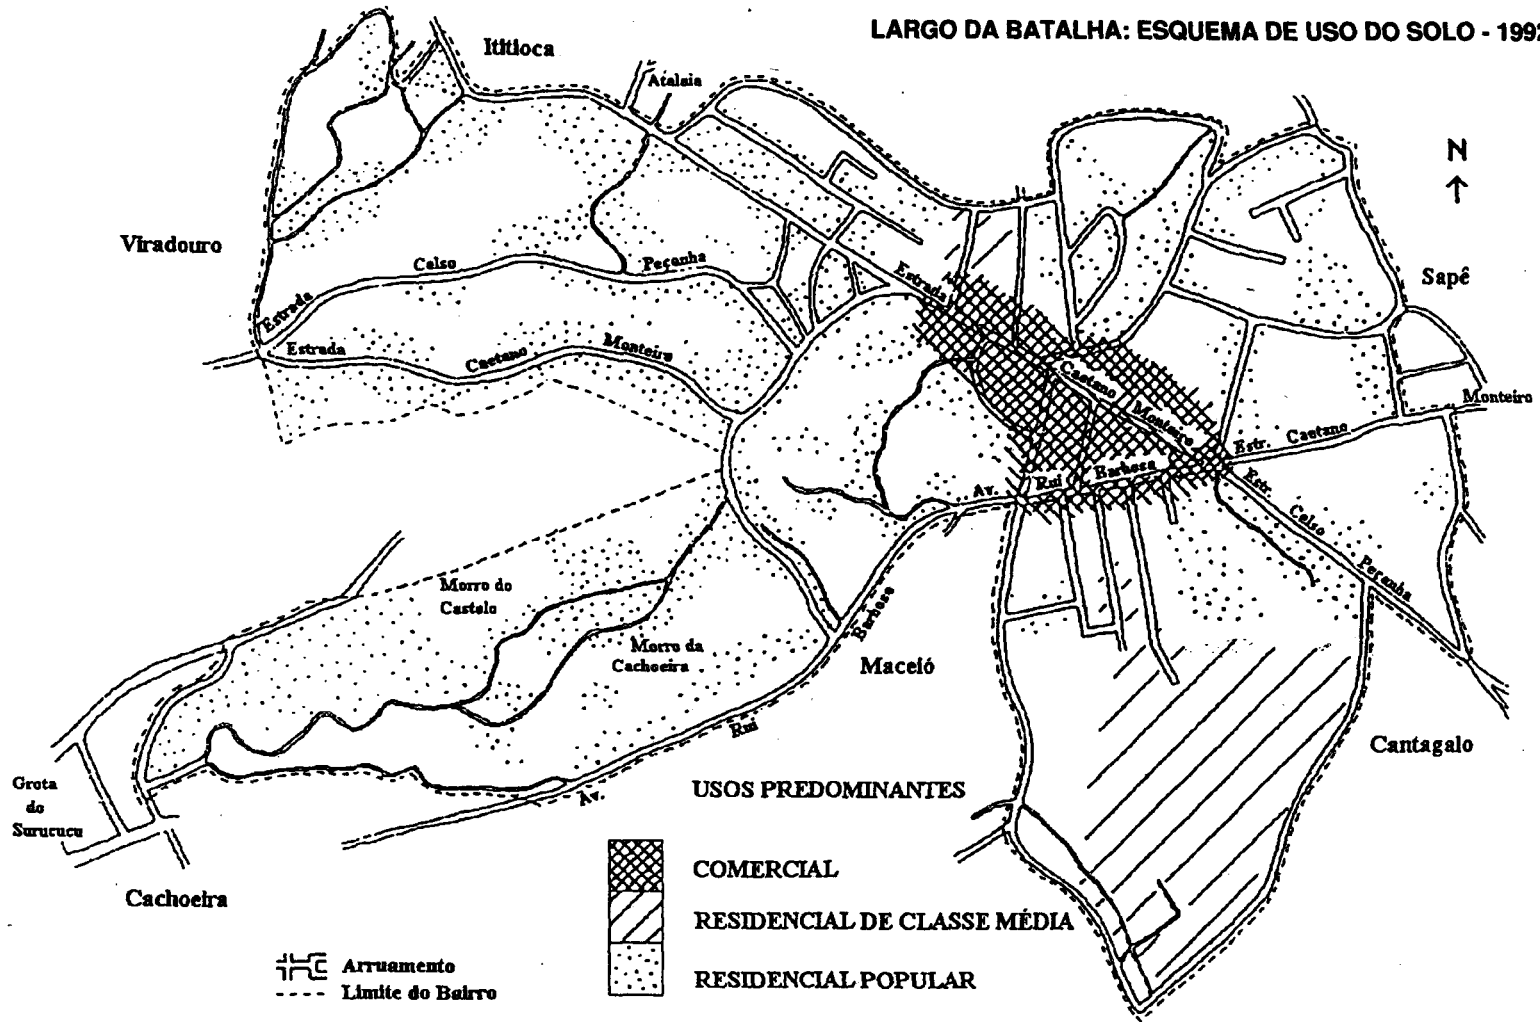 LARGO DA BATALHA: ESQUEMA DE USO DO SOLO - 1992
Ititioca
Atalaia
N
Viradouro
Sapê
Estrada Celso Peçanha
Estrada Caetano Monteiro
Estrada Caetano Monteiro
Estr. Caetano Monteiro
Av. Rui Barbosa
Estr. Celso Peçanha
Morro do
Castelo
Morro da
Cachoeira
Barbosa
Maceió
Rui
Av.
Cantagalo
Grota
do
Surucucu
Cachoeira
USOS PREDOMINANTES
COMERCIAL
RESIDENCIAL DE CLASSE MÉDIA
RESIDENCIAL POPULAR
Arruamento
Limite do Bairro